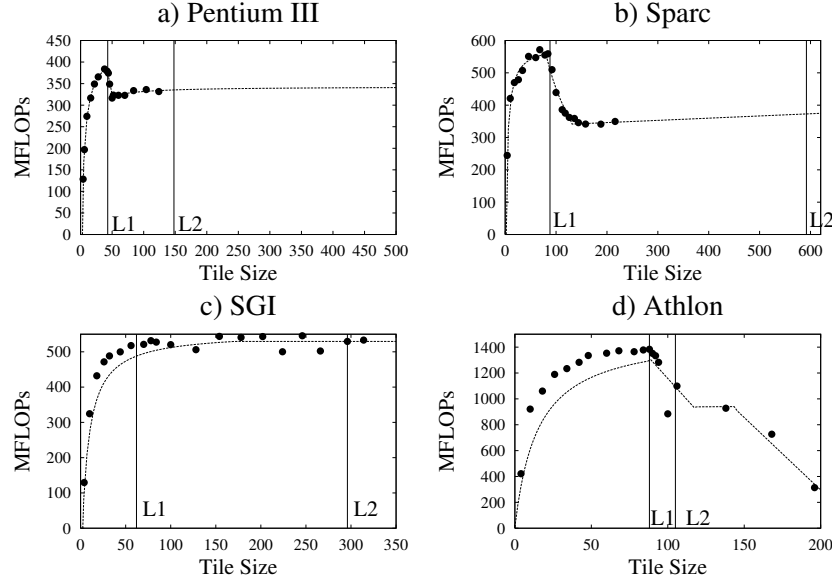 a) Pentium III
450
400
350
300
250
200
150
100
50
0
MFLOPs
L1
L2
0 50 100 150 200 250 300 350 400 450 500
Tile Size
b) Sparc
600
500
400
300
200
100
0
MFLOPs
L1
L2
0 100 200 300 400 500 600
Tile Size
c) SGI
500
400
300
200
100
0
MFLOPs
L1
L2
0 50 100 150 200 250 300 350
Tile Size
d) Athlon
1400
1200
1000
800
600
400
200
0
MFLOPs
L1
L2
0 50 100 150 200
Tile Size